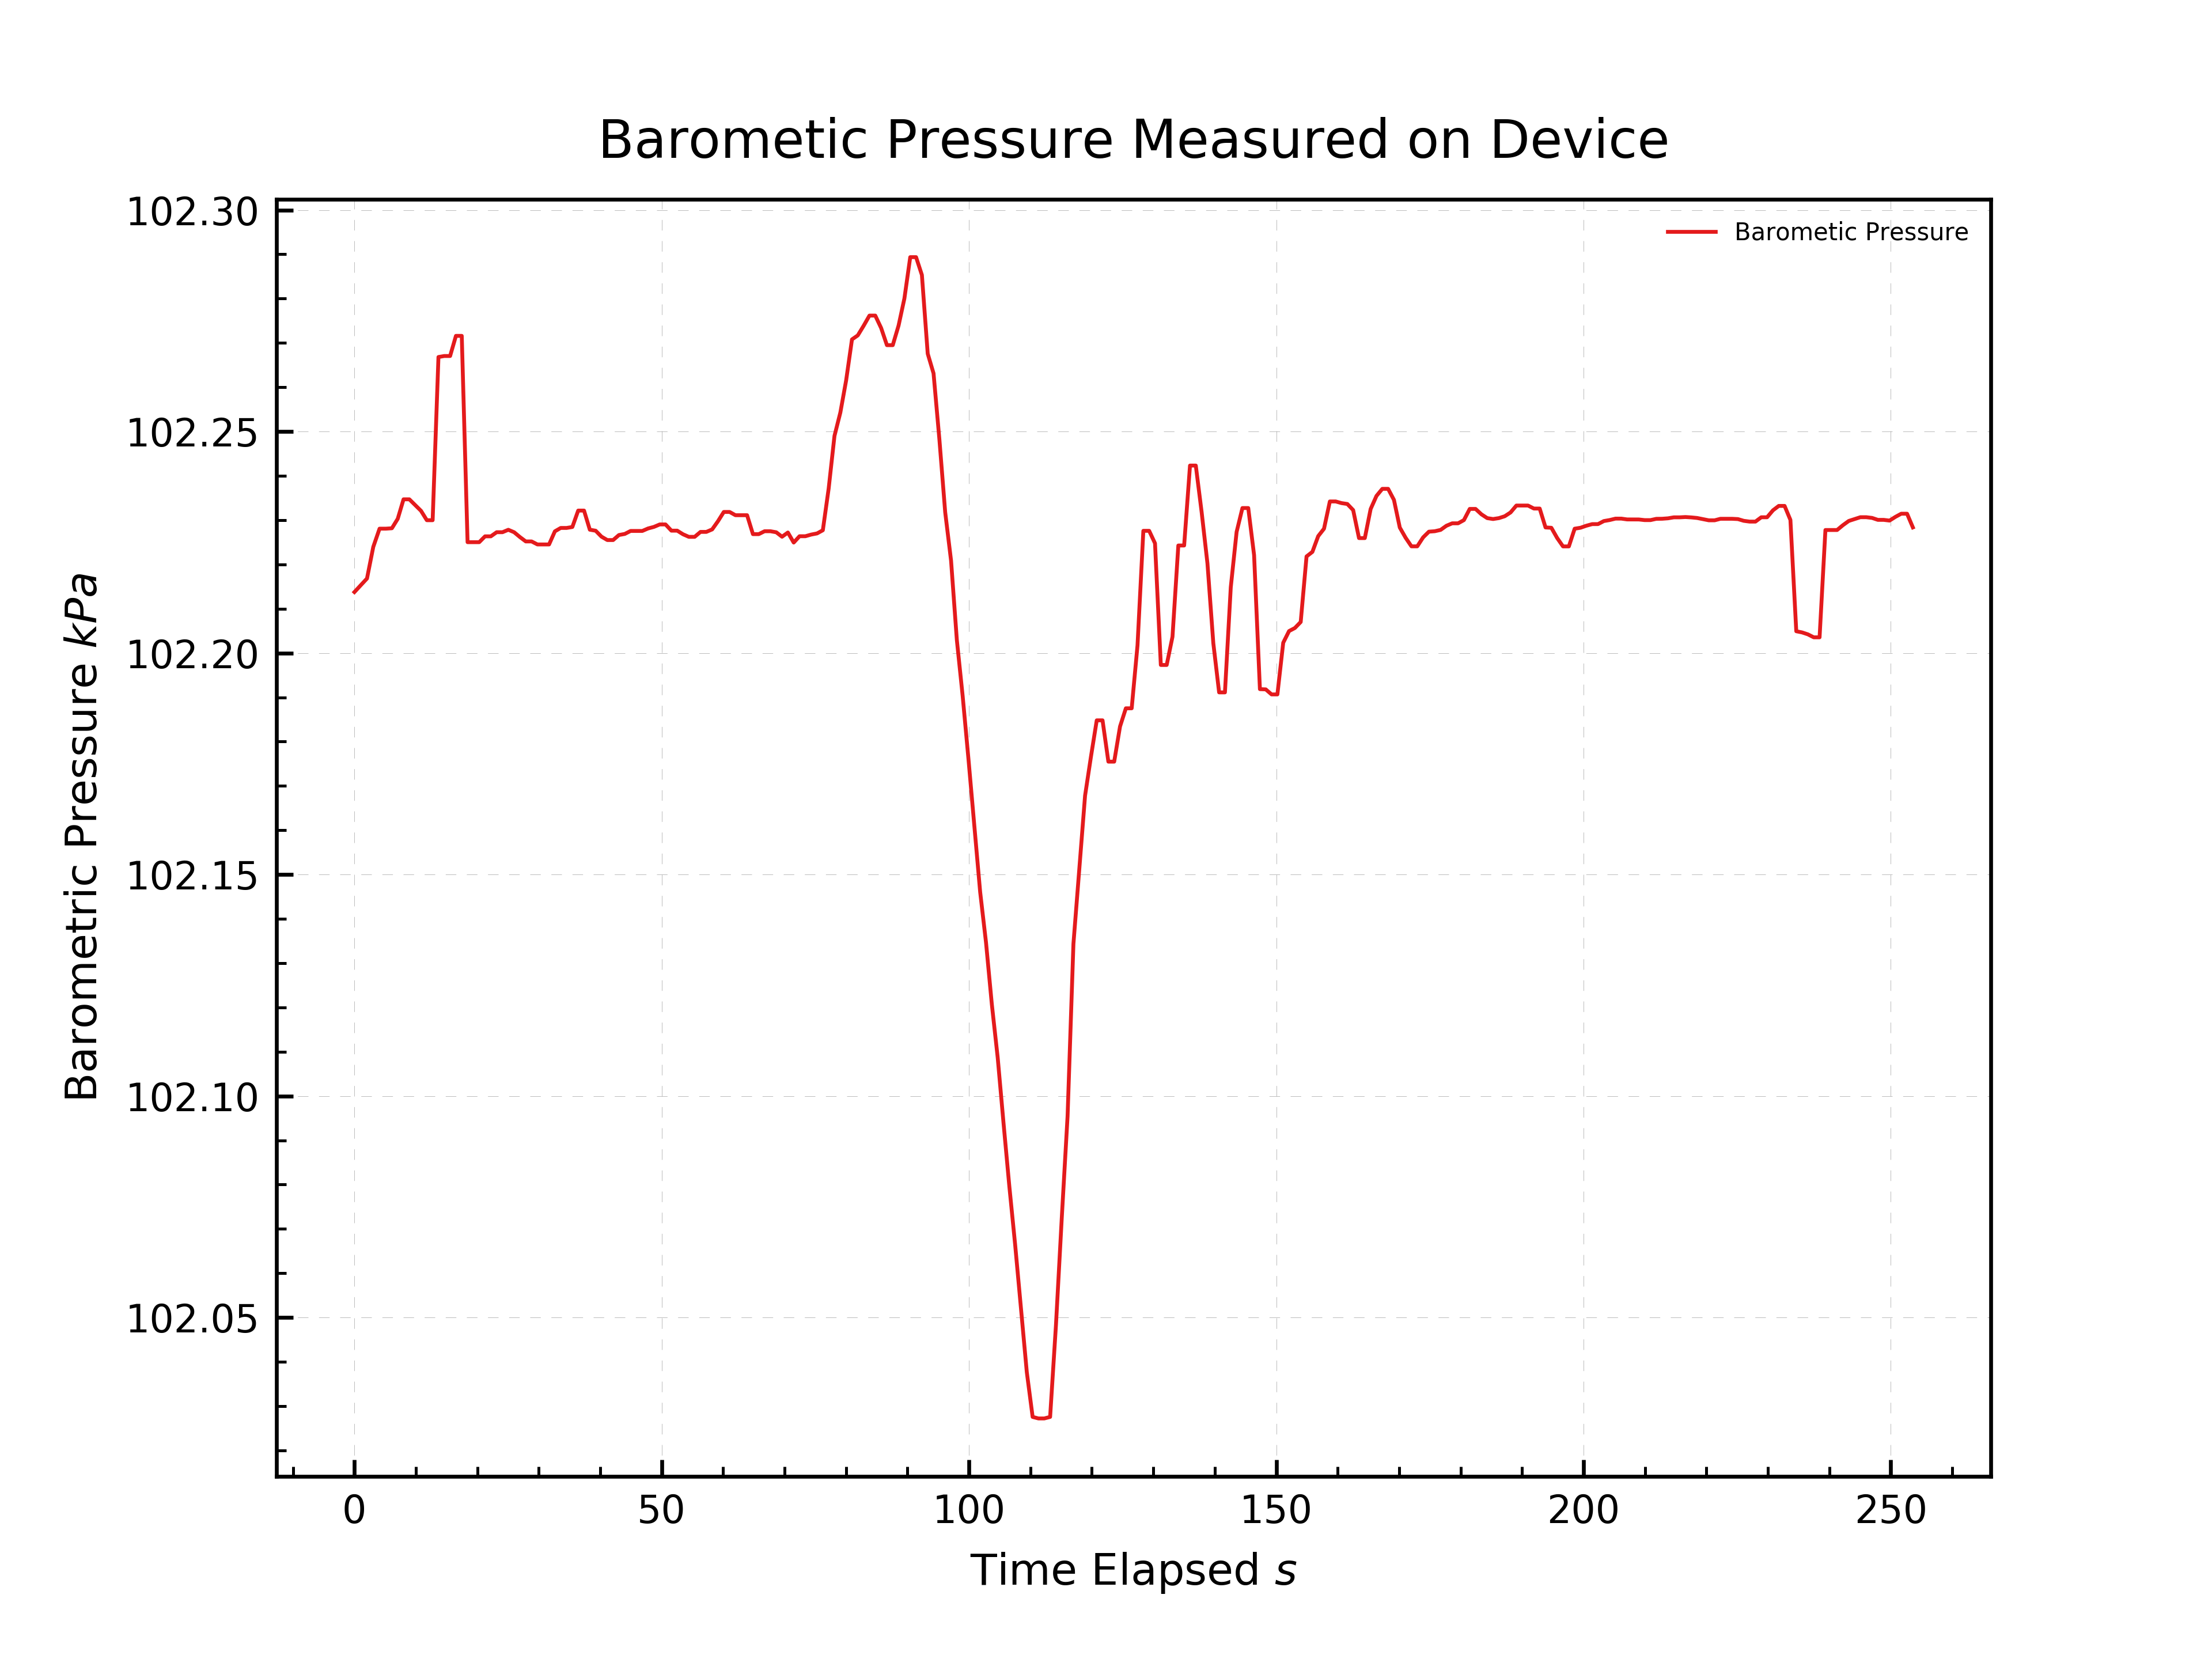 Barometic Pressure Measured on Device
Barometic Pressure
Barometric Pressure kPa
102.30
102.25
102.20
102.15
102.10
102.05
0 50 100 150 200 250
Time Elapsed s